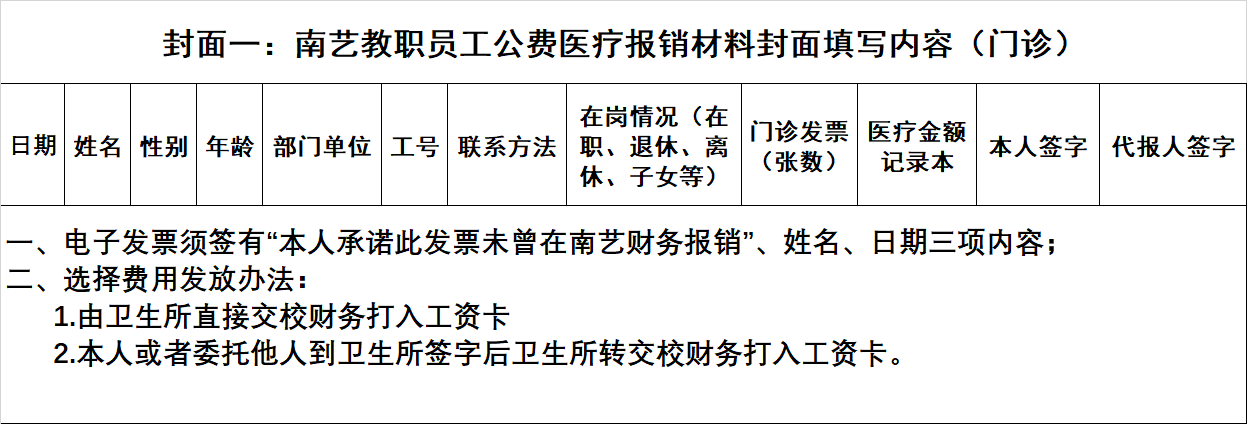 封面一：南艺教职员工公费医疗报销材料封面填写内容（门诊）
日期
姓名
性别
年龄
部门单位
工号
联系方法
在岗情况（在
职、退休、离
休、子女等）
门诊发票
（张数）
医疗金额
记录本
本人签字
代报人签字
一、电子发票须签有“本人承诺此发票未曾在南艺财务报销”、姓名、日期三项内容；
二、选择费用发放办法：
1.由卫生所直接交校财务打入工资卡
2.本人或者委托他人到卫生所签字后卫生所转交校财务打入工资卡。